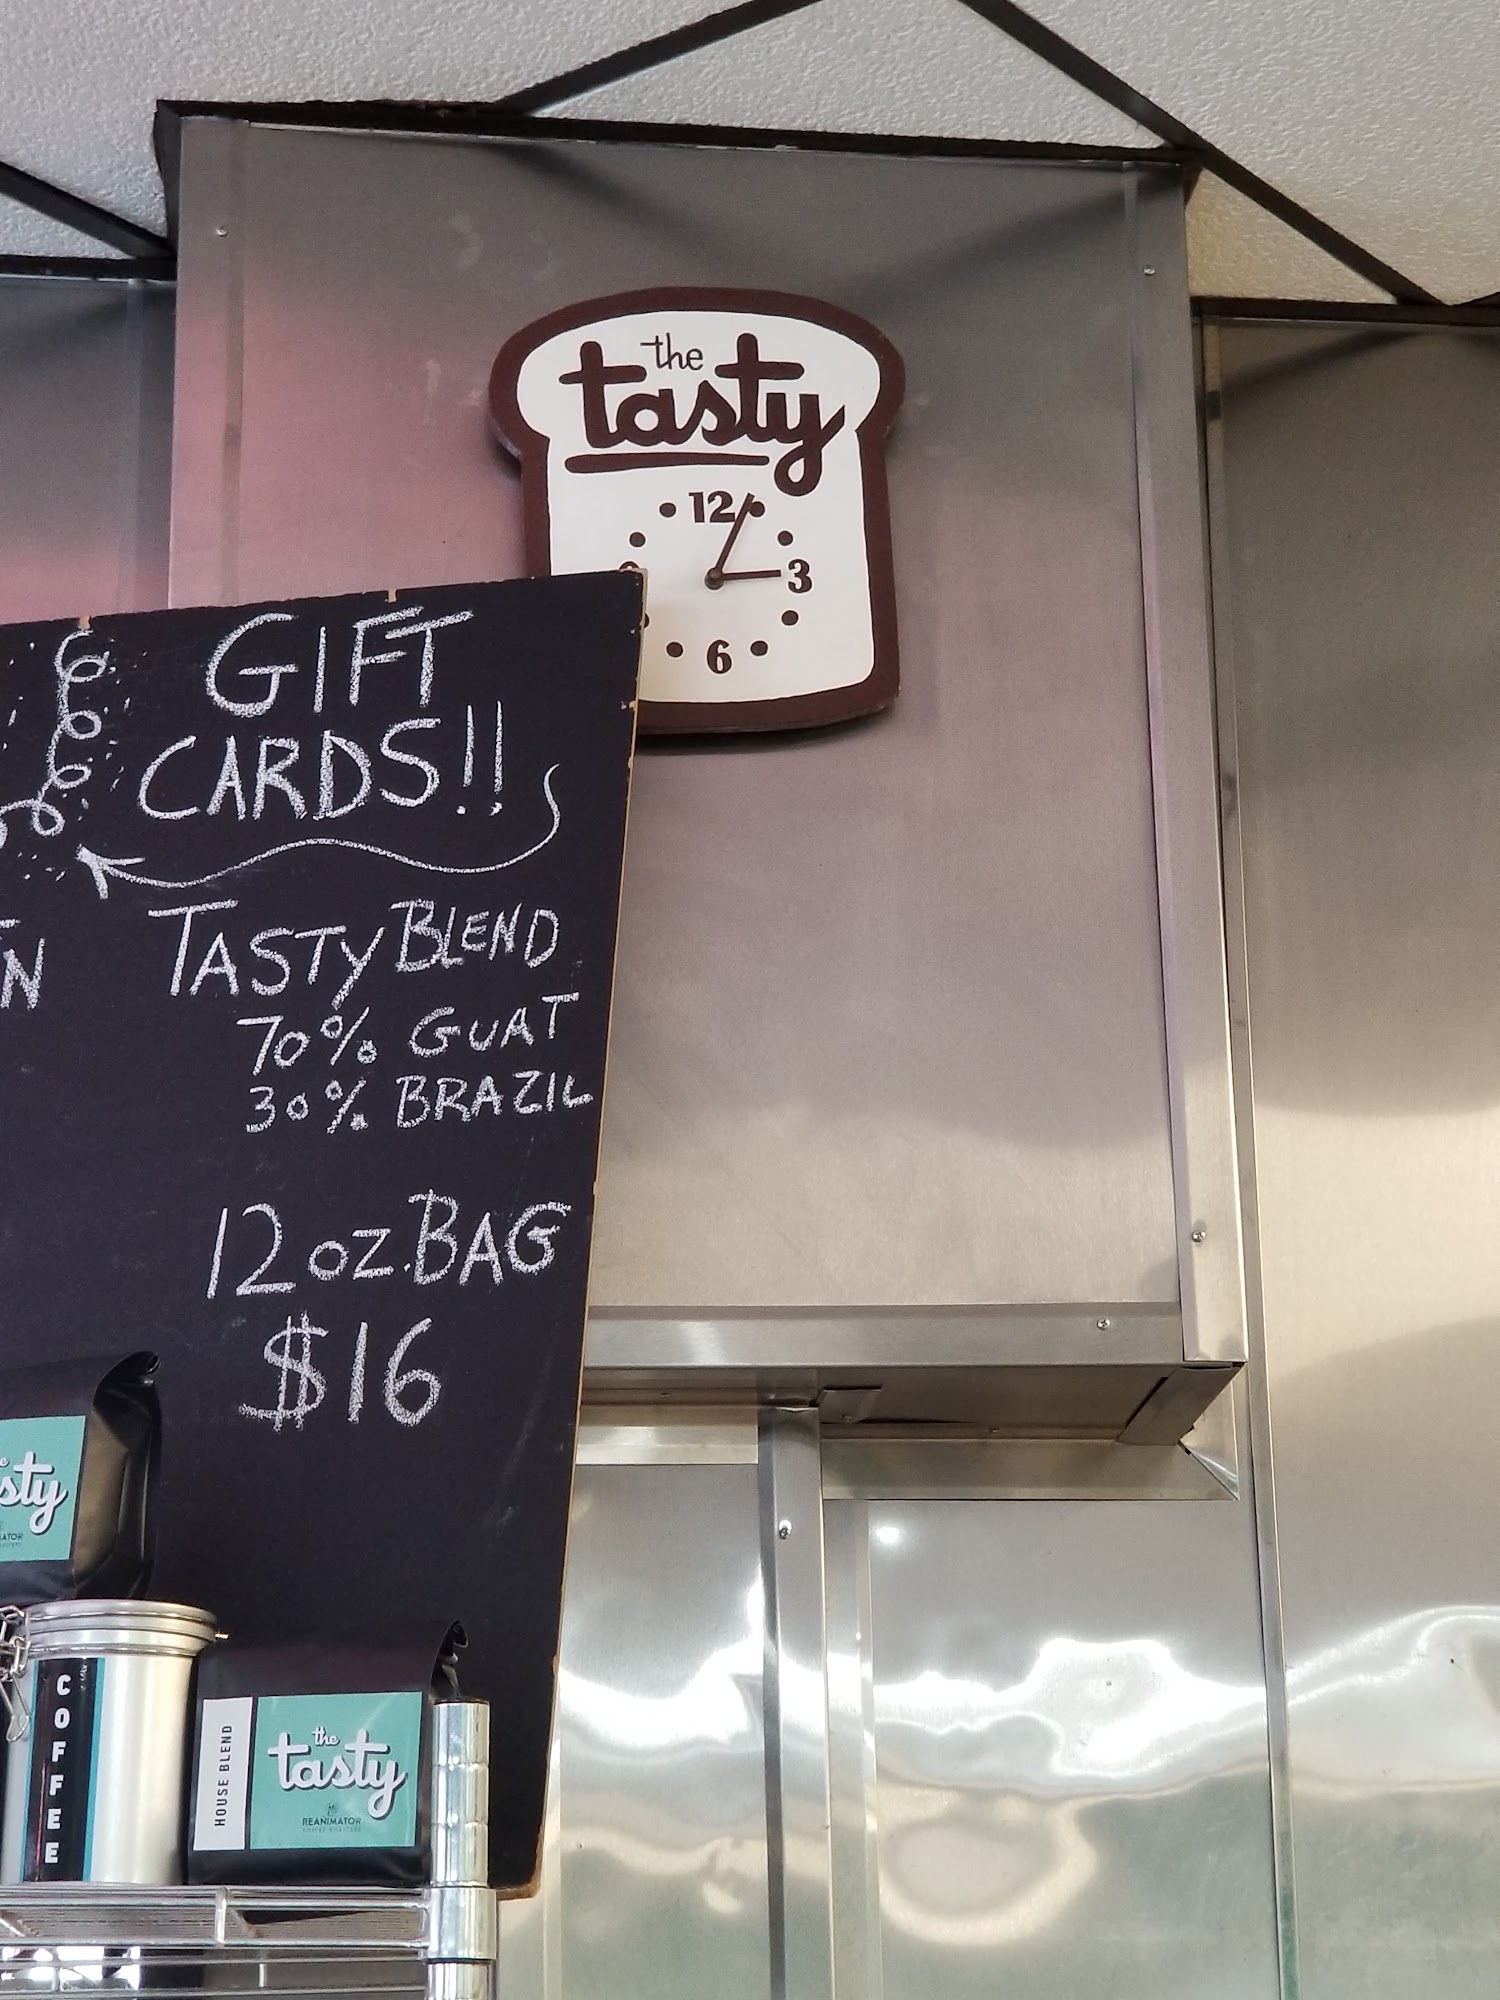 the
tasty
12
3
6
GIFT
CARDS!!
TASTY BLEND
70% GUAT
30% BRAZIL
12 oz. BAG
$16
COFFEE
HOUSE BLEND
the
tasty
REANIMATOR